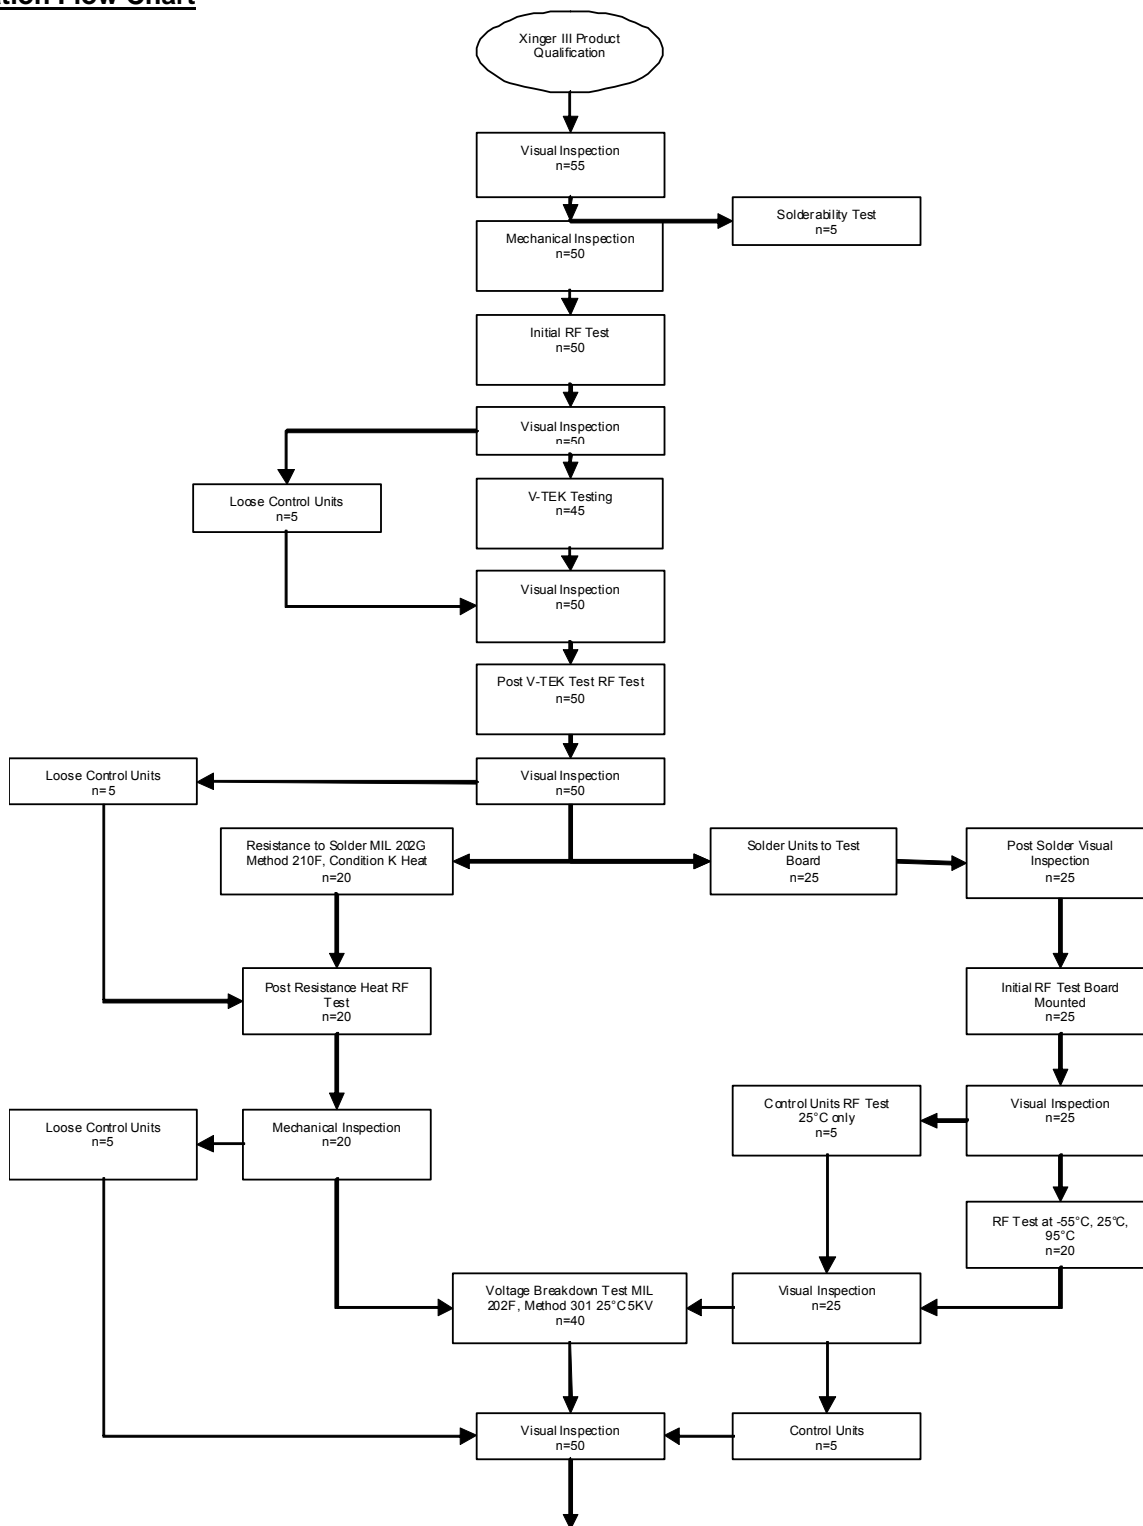 Flow Chart
Xinger III Product
Qualification
Visual Inspection
n=55
Solderability Test
n=5
Mechanical Inspection
n=50
Initial RF Test
n=50
Visual Inspection
n=50
Loose Control Units
n=5
V-TEK Testing
n=45
Visual Inspection
n=50
Post V-TEK Test RF Test
n=50
Loose Control Units
n=5
Visual Inspection
n=50
Resistance to Solder MIL 202G
Method 210F, Condition K Heat
n=20
Solder Units to Test
Board
n=25
Post Solder Visual
Inspection
n=25
Post Resistance Heat RF
Test
n=20
Initial RF Test Board
Mounted
n=25
Loose Control Units
n=5
Mechanical Inspection
n=20
Control Units RF Test
25°C only
n=5
Visual Inspection
n=25
RF Test at -55°C, 25°C,
95°C
n=20
Voltage Breakdown Test MIL
202F, Method 301 25°C 5KV
n=40
Visual Inspection
n=25
Visual Inspection
n=50
Control Units
n=5